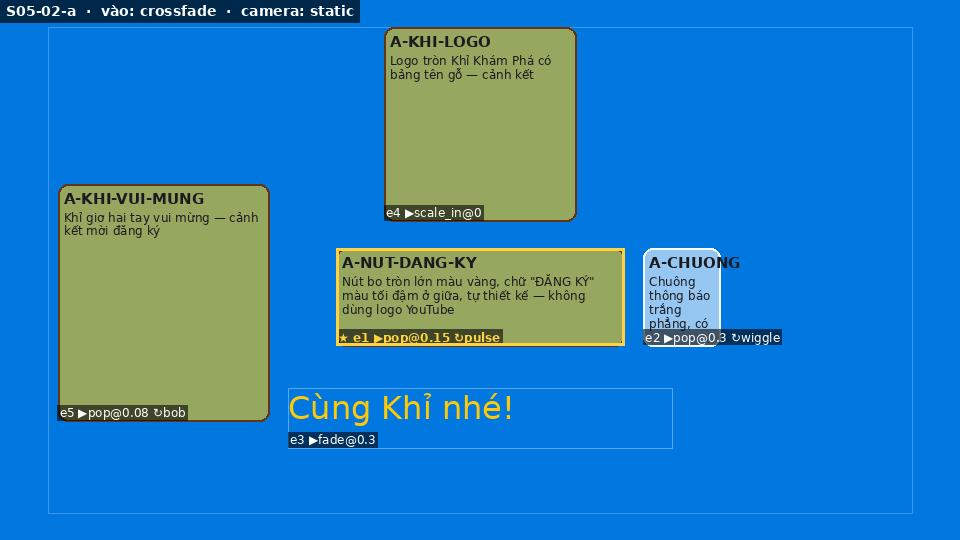 S05-02-a · vào: crossfade · camera: static
A-KHI-LOGO
Logo tròn Khỉ Khám Phá có
bảng tên gỗ — cảnh kết
e4 ▶scale_in@0
A-KHI-VUI-MUNG
Khỉ giơ hai tay vui mừng — cảnh
kết mời đăng ký
e5 ▶pop@0.08 ↻bob
A-NUT-DANG-KY
Nút bo tròn lớn màu vàng, chữ "ĐĂNG KÝ"
màu tối đậm ở giữa, tự thiết kế — không
dùng logo YouTube
★ e1 ▶pop@0.15 ↻pulse
A-CHUONG
Chuông
thông báo
trắng
phẳng, có
e2 ▶pop@0.3 ↻wiggle
Cùng Khỉ nhé!
e3 ▶fade@0.3